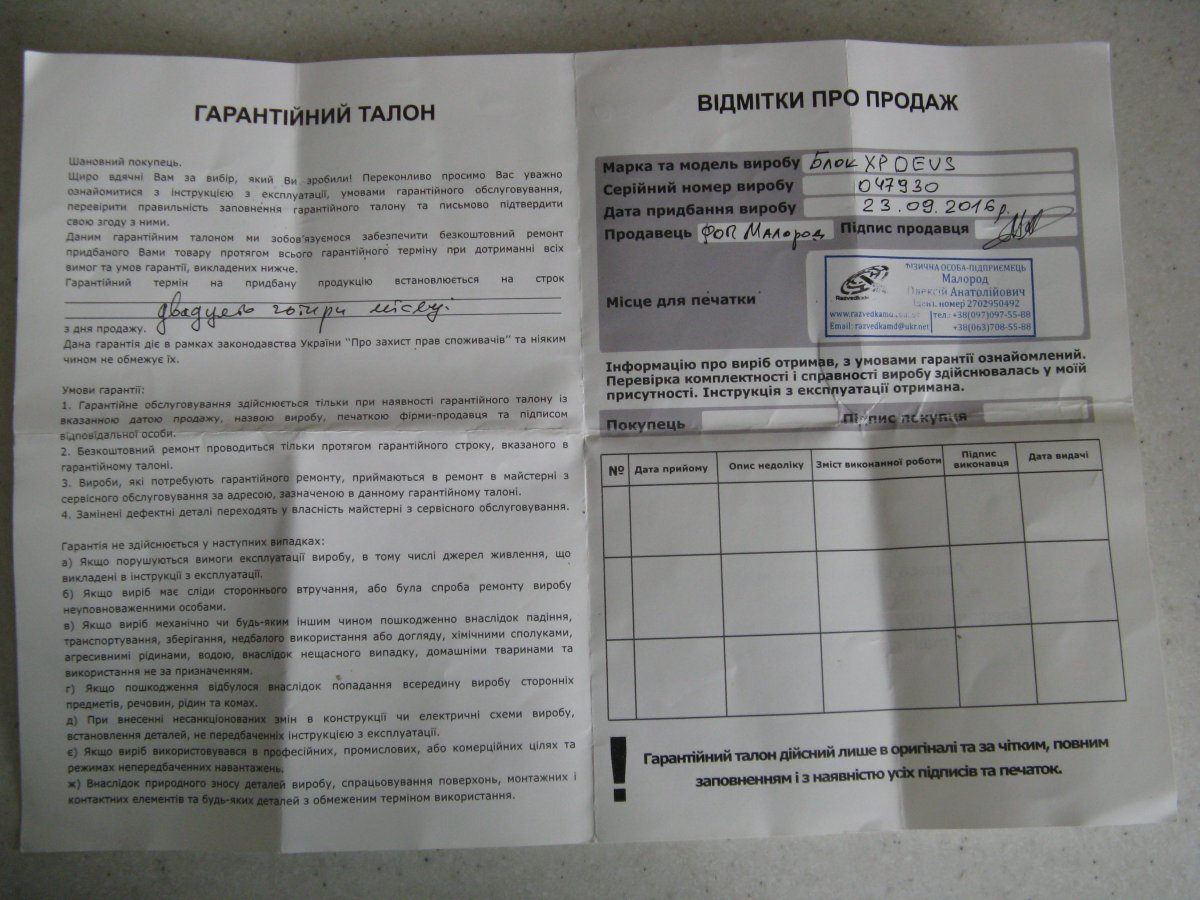 ГАРАНТІЙНИЙ ТАЛОН
Шановний покупець.
Щиро вдячні Вам за вибір, який Ви зробили! Переконливо просимо Вас уважно
ознайомитися з інструкцією з експлуатації, умовами гарантійного обслуговування,
перевірити правильність заповнення гарантійного талону та письмово підтвердити
свою згоду з ними.
Даним гарантійним талоном ми зобов'язуємося забезпечити безкоштовний ремонт
придбаного Вами товару протягом всього гарантійного терміну при дотриманні всіх
вимог та умов гарантії, викладених нижче.
Гарантійний термін на придбану продукцію встановлюється на строк
двадцять чотири місяці
з дня продажу.
Дана гарантія діє в рамках законодавства України "Про захист прав споживачів" та ніяким
чином не обмежує їх.
Умови гарантії:
1. Гарантійне обслуговування здійснюється тільки при наявності гарантійного талону із
вказанною датою продажу, назвою виробу, печаткою фірми-продавця та підписом
відповідальної особи.
2. Безкоштовний ремонт проводиться тільки протягом гарантійного строку, вказаного в
гарантійному талоні.
3. Вироби, які потребують гарантійного ремонту, приймаються в ремонт в майстерні з
сервісного обслуговування за адресою, зазначеною в данному гарантійному талоні.
4. Замінені дефектні деталі переходять у власність майстерні з сервісного обслуговування.
Гарантія не здійснюється у наступних випадках:
а) Якщо порушуються вимоги експлуатації виробу, в тому числі джерел живлення, що
викладені в інструкції з експлуатації.
б) Якщо виріб має сліди стороннього втручання, або була спроба ремонту виробу
неуповноваженними особами.
в) Якщо виріб механічно чи будь-яким іншим чином пошкодженно внаслідок падіння,
транспортування, зберігання, недбалого використання або догляду, хімічними сполуками,
агресивнимі рідинами, водою, внаслідок нещасного випадку, домашніми тваринами та
використання не за призначенням.
г) Якщо пошкодження відбулося внаслідок попадання всередину виробу сторонніх
предметів, речовин, рідин та комах.
д) При внесенні несанкціонованих змін в конструкції чи електричні схеми виробу,
встановлення деталей, не передбаченніх інструкцією з експлуатації.
є) Якщо виріб використовувався в професійних, промислових, або комерційних цілях та
режимах непередбаченних навантажень.
ж) Внаслідок природного зносу деталей виробу, спрацьовування поверхонь, монтажних і
контактних елементів та будь-яких деталей з обмеженим терміном використання.
ВІДМІТКИ ПРО ПРОДАЖ
Марка та модель виробу Блок XP DEUS
Серійний номер виробу 047930
Дата придбання виробу 23.09.2016р.
Продавець ФОП Малород Підпис продавця
Місце для печатки
ФІЗИЧНА ОСОБА-ПІДПРИЄМЕЦЬ
Малород
Олексій Анатолійович
Ідент. номер 2702950492
тел.: +38(097)097-55-88
Email: razvedkamd@ukr.net +38(063)708-55-88
Інформацію про виріб отримав, з умовами гарантії ознайомлений.
Перевірка комплектності і справності виробу здійснювалась у моїй
присутності. Інструкція з експлуатації отримана.
Покупець Підпис покупця
№ Дата прийому Опис недоліку Зміст виконанної роботи Підпис виконавця Дата видачі
! Гарантійний талон дійсний лише в оригіналі та за чітким, повним
заповненням і з наявністю усіх підписів та печаток.